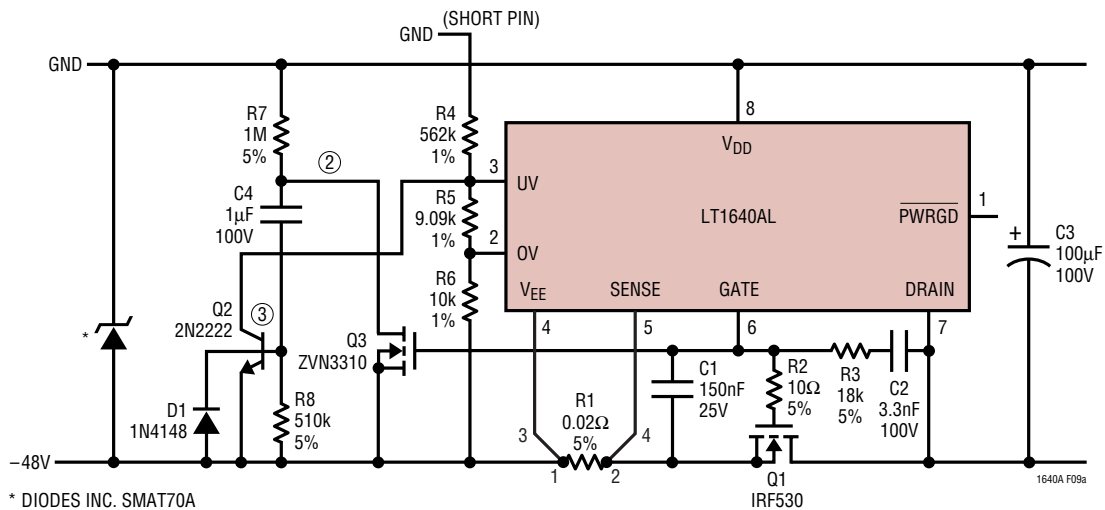 (SHORT PIN)
GND
GND
R7
1M
5%
②
C4
1µF
100V
Q2
2N2222
③
*
D1
1N4148
R8
510k
5%
Q3
ZVN3310
R4
562k
1%
R5
9.09k
1%
R6
10k
1%
3
2
8
VDD
UV
LT1640AL
PWRGD
1
OV
VEE
SENSE
GATE
DRAIN
4
5
6
7
+
C3
100µF
100V
C1
150nF
25V
R2
10Ω
5%
R3
18k
5%
C2
3.3nF
100V
R1
0.02Ω
5%
3
4
1
2
–48V
Q1
IRF530
1640A F09a
* DIODES INC. SMAT70A